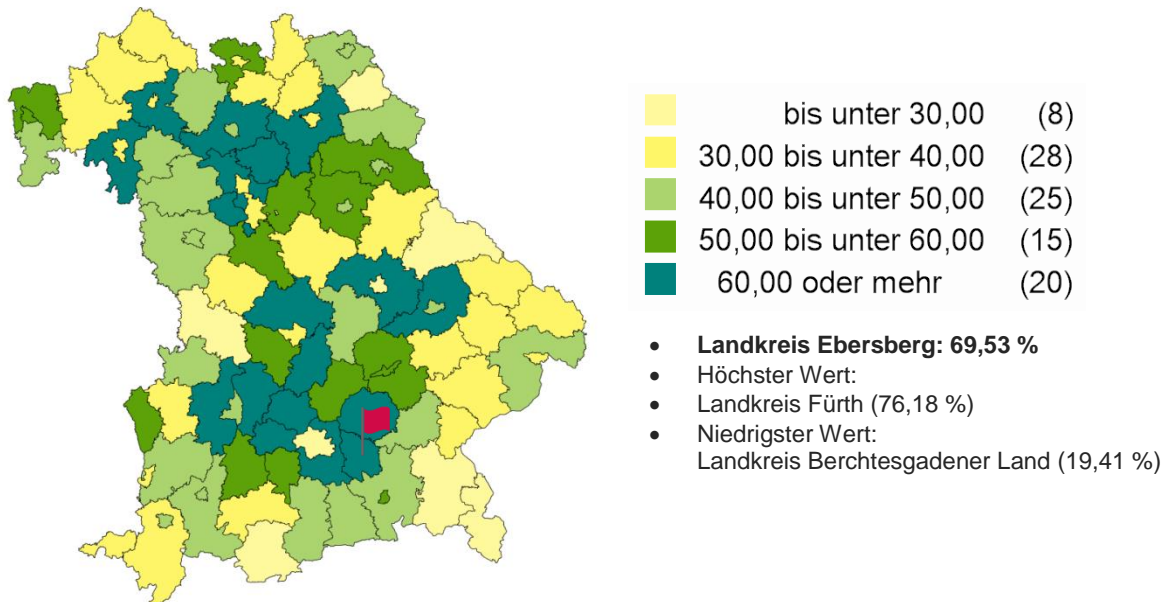 bis unter 30,00 (8)
30,00 bis unter 40,00 (28)
40,00 bis unter 50,00 (25)
50,00 bis unter 60,00 (15)
60,00 oder mehr (20)
• Landkreis Ebersberg: 69,53 %
• Höchster Wert:
• Landkreis Fürth (76,18 %)
• Niedrigster Wert:
Landkreis Berchtesgadener Land (19,41 %)